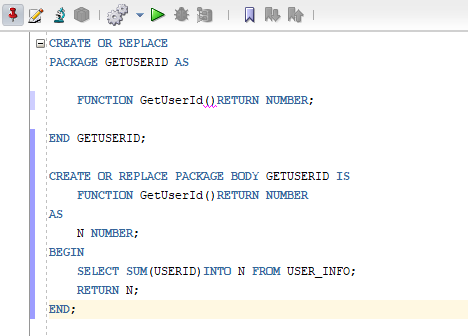 CREATE OR REPLACE
PACKAGE GETUSERID AS
FUNCTION GetUserId()RETURN NUMBER;
END GETUSERID;
CREATE OR REPLACE PACKAGE BODY GETUSERID IS
FUNCTION GetUserId()RETURN NUMBER
AS
N NUMBER;
BEGIN
SELECT SUM(USERID)INTO N FROM USER_INFO;
RETURN N;
END;